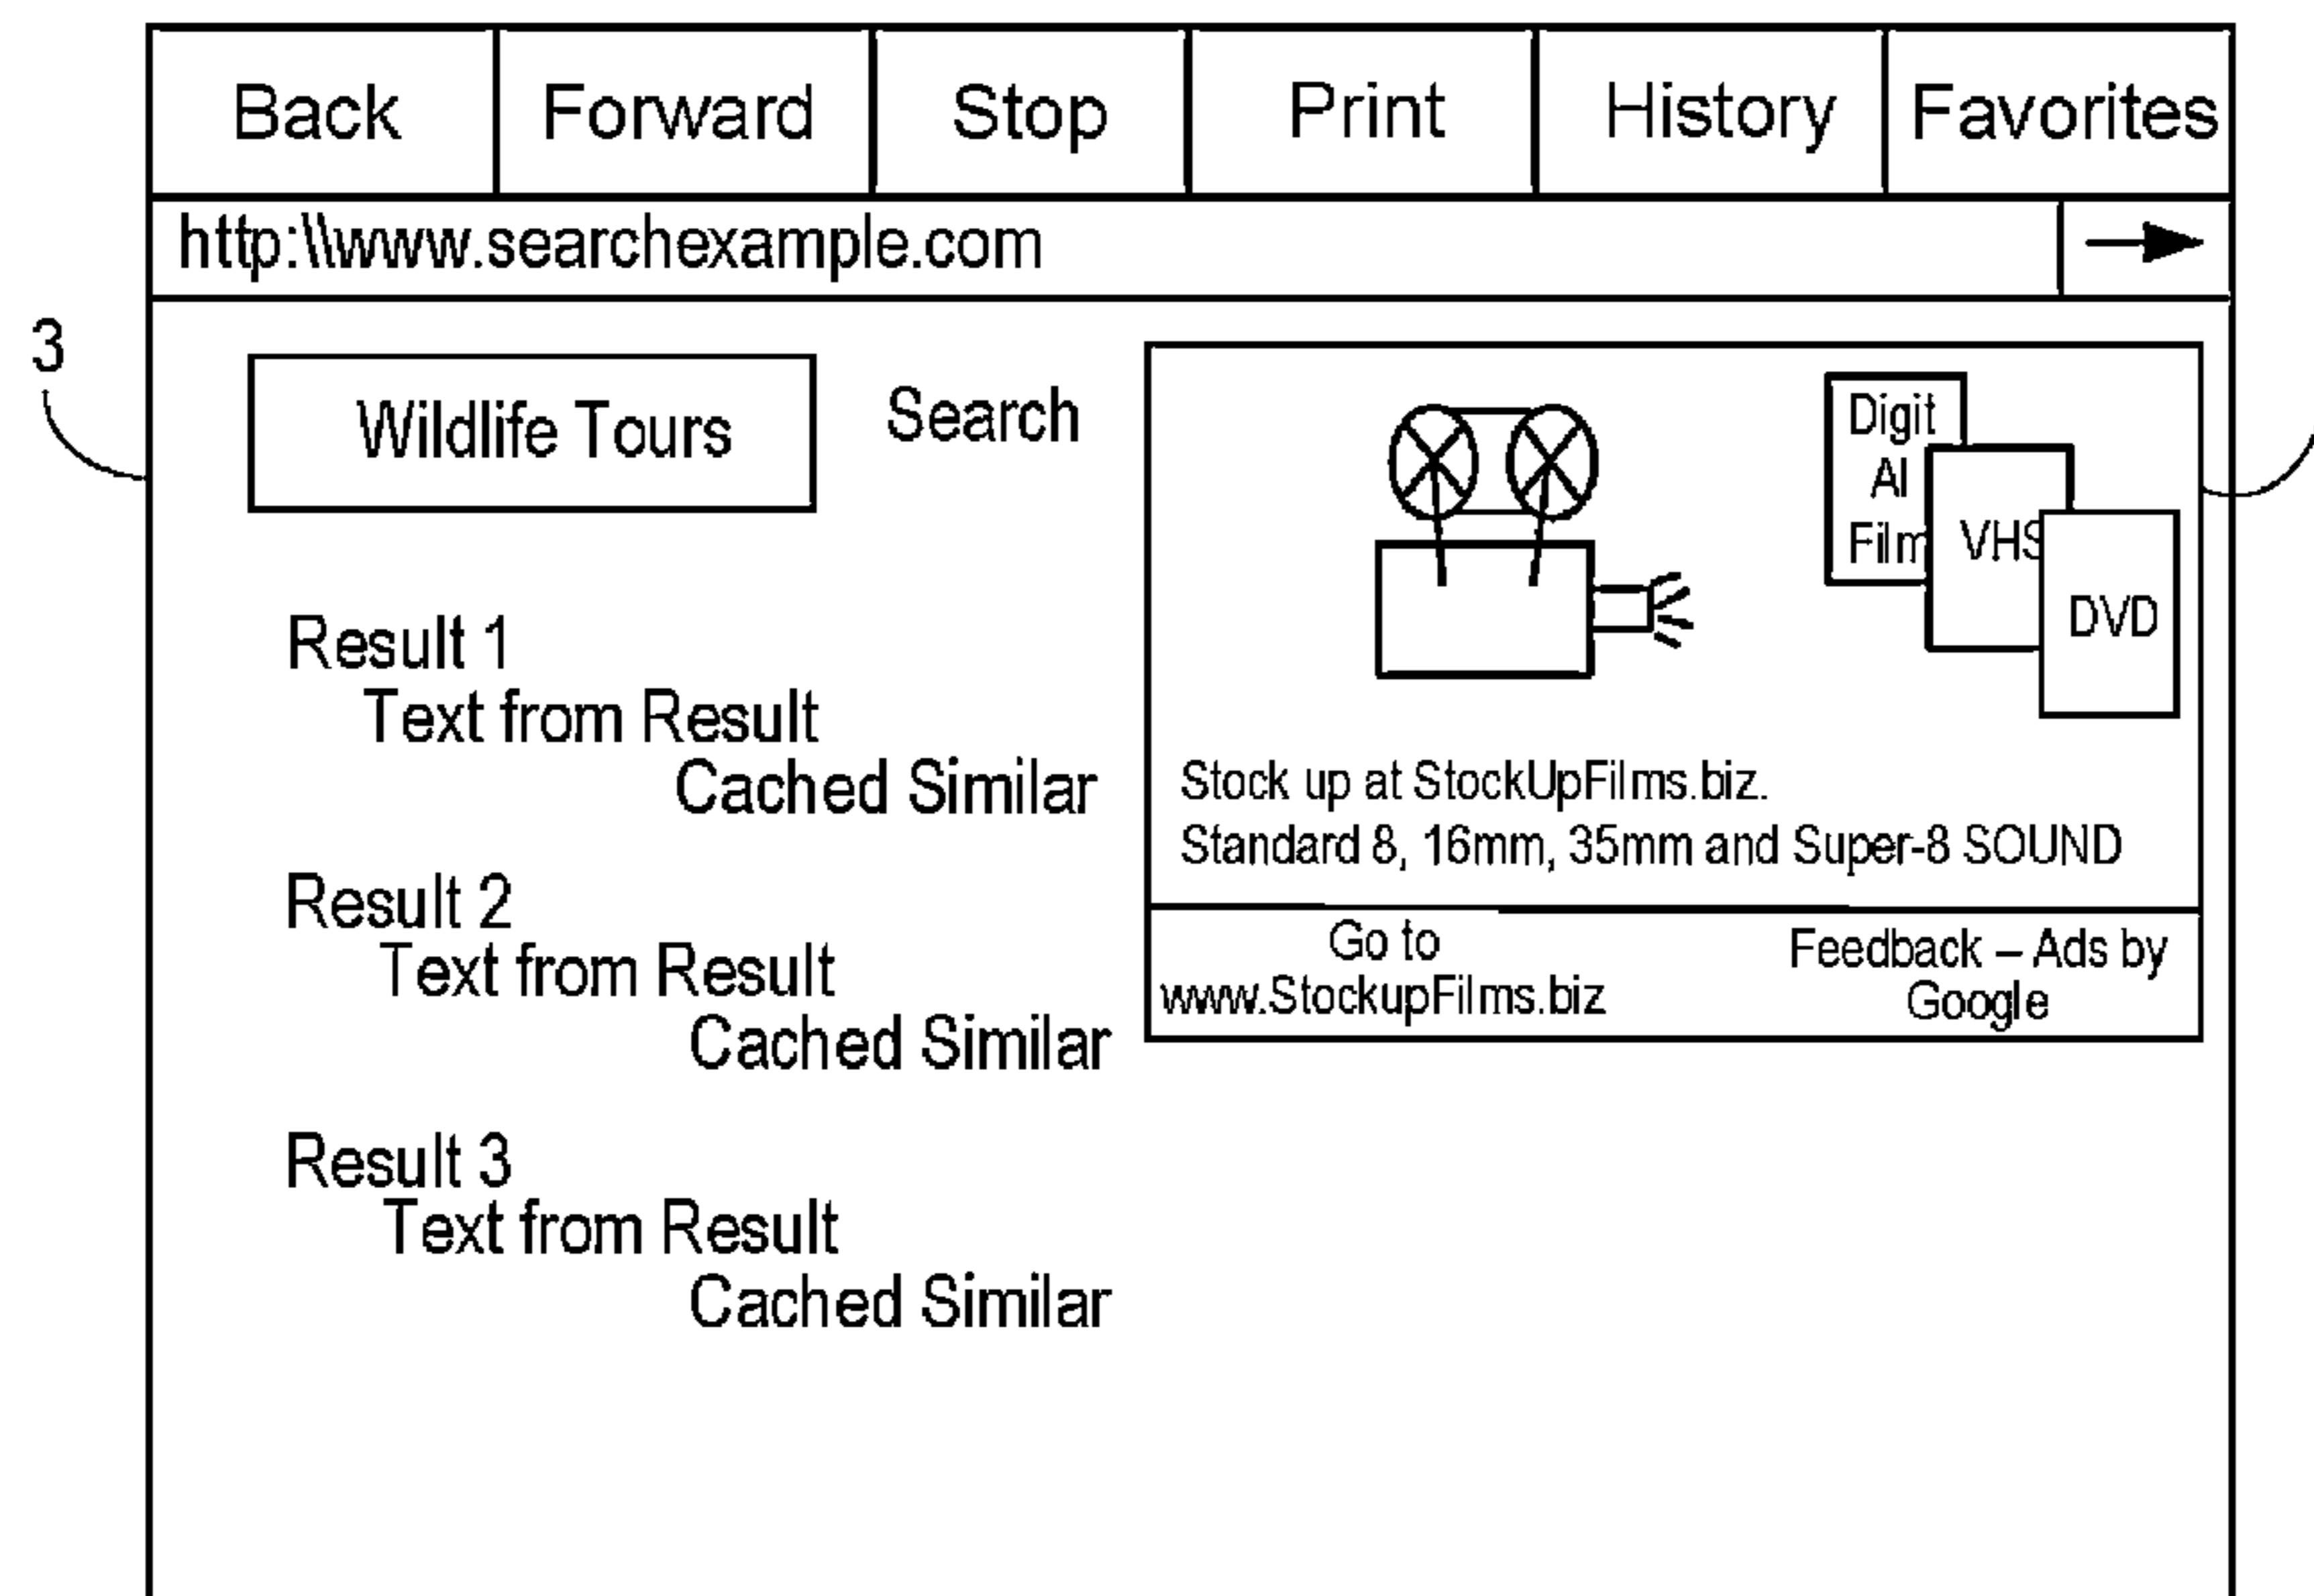 Back Forward Stop Print History Favorites
http:\\www.searchexample.com
3
Wildlife Tours Search
Result 1
Text from Result
Cached Similar
Result 2
Text from Result
Cached Similar
Result 3
Text from Result
Cached Similar
Digit
Al
Film
VHS
DVD
Stock up at StockUpFilms.biz.
Standard 8, 16mm, 35mm and Super-8 SOUND
Go to
www.StockupFilms.biz
Feedback – Ads by
Google